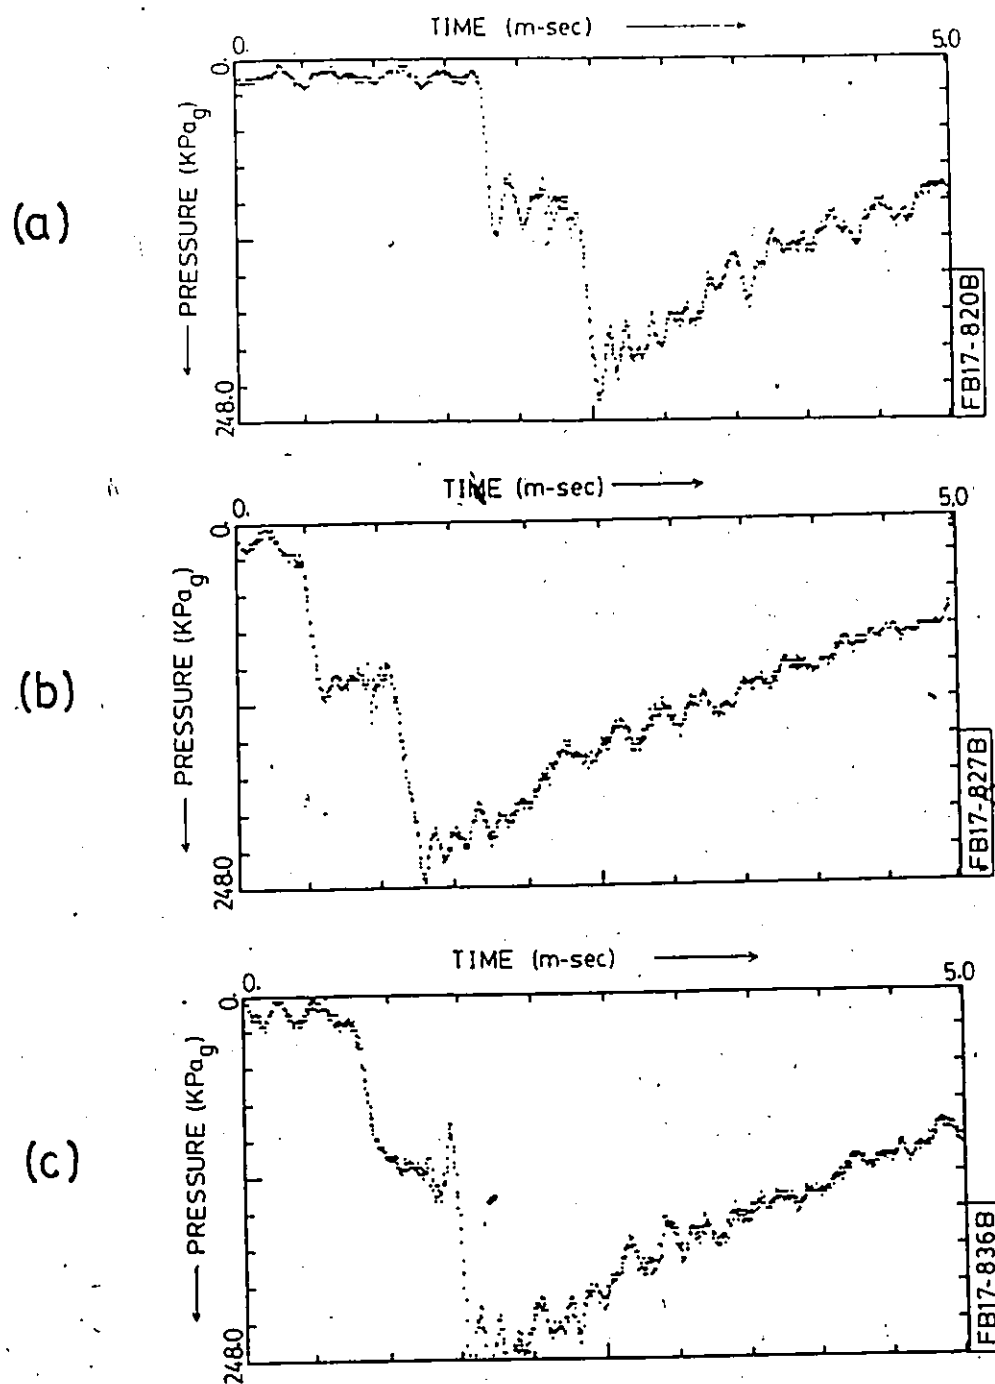 TIME (m-sec)
0. 5.0
0.
PRESSURE (KPag)
(a)
248.0
FB17-820B
TIME (m-sec)
0. 5.0
0.
PRESSURE (KPag)
(b)
248.0
FB17-827B
TIME (m-sec)
0. 5.0
0.
PRESSURE (KPag)
(c)
248.0
FB17-836B